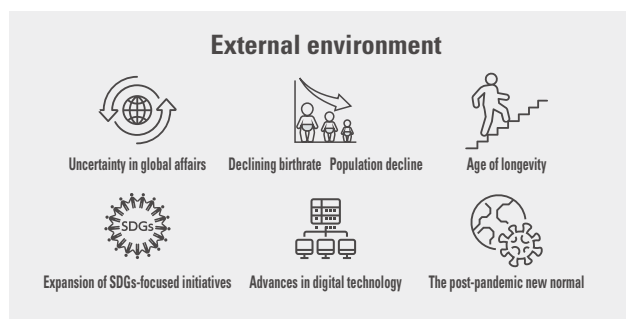 External environment
Uncertainty in global affairs
Declining birthrate Population decline
Age of longevity
SDGs
Expansion of SDGs-focused initiatives
Advances in digital technology
The post-pandemic new normal